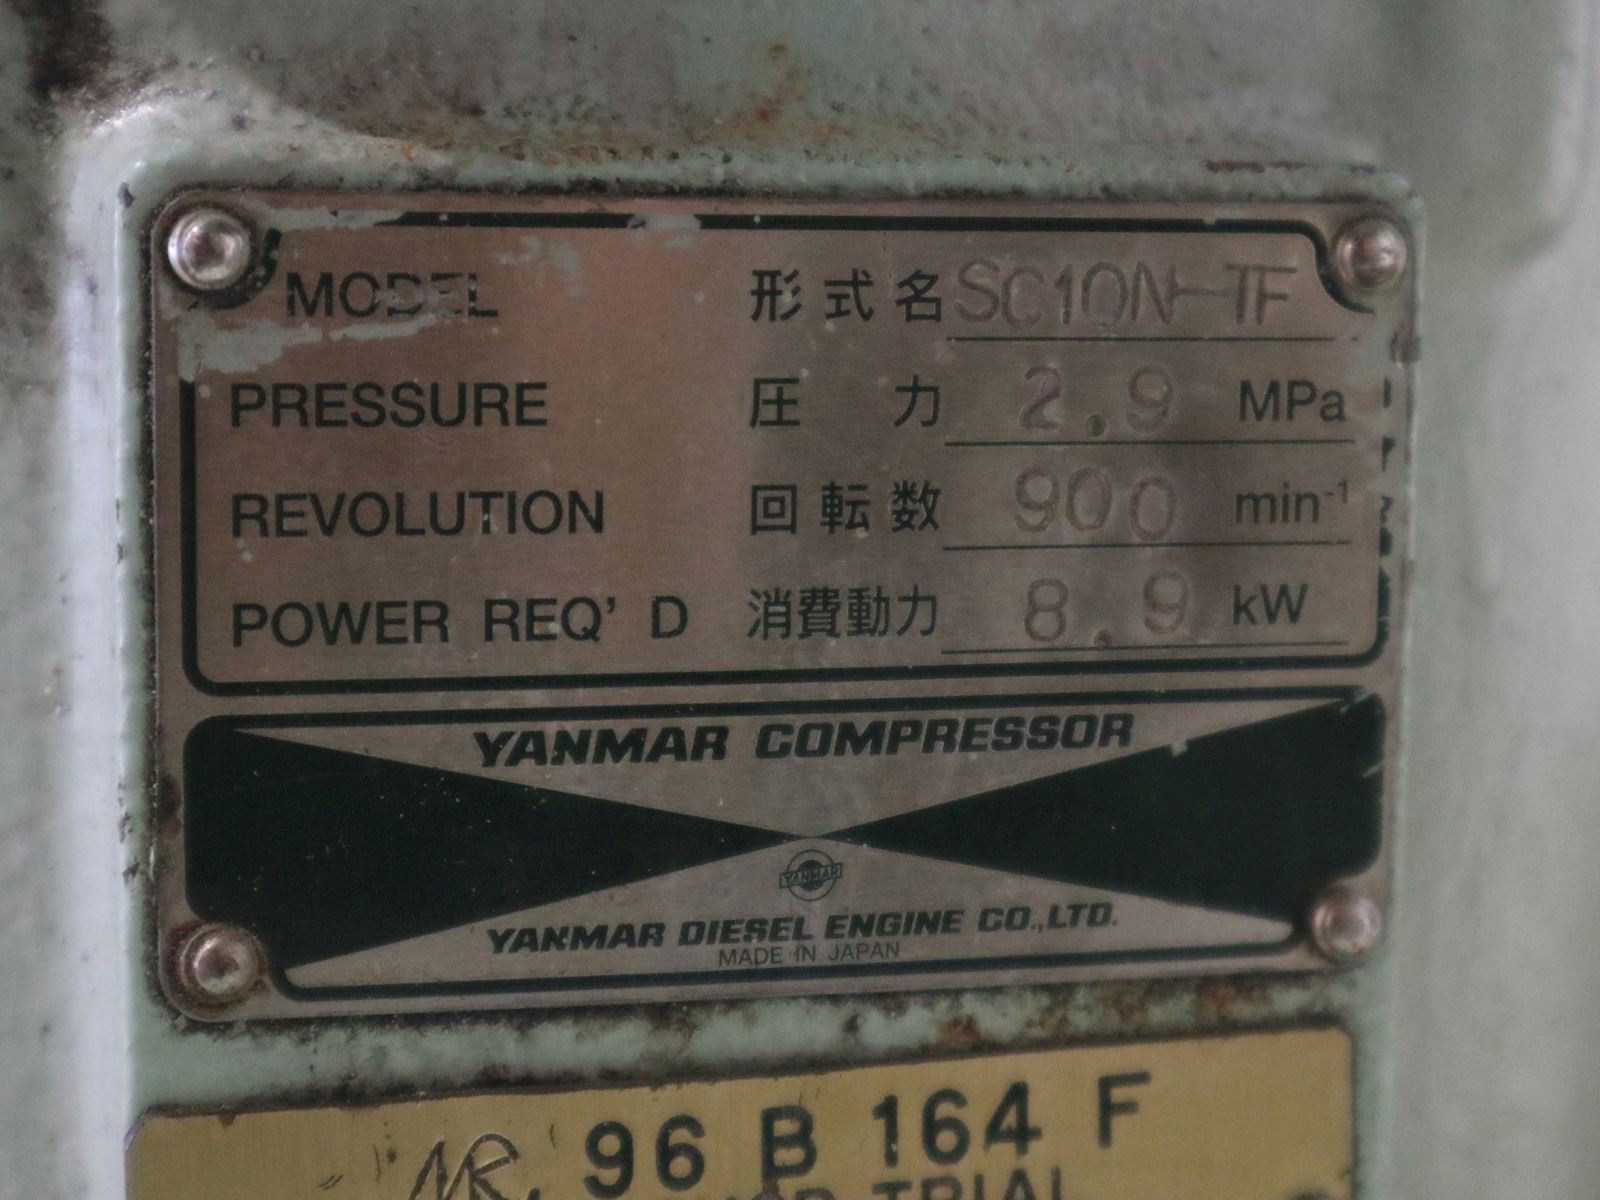 MODEL 形式名 SC10N-TF
PRESSURE 圧力 2.9 MPa
REVOLUTION 回転数 900 min⁻¹
POWER REQ'D 消費動力 8.9 kW
YANMAR COMPRESSOR
YANMAR
YANMAR DIESEL ENGINE CO.,LTD.
MADE IN JAPAN
NR. 96 B 164 F
TRIAL